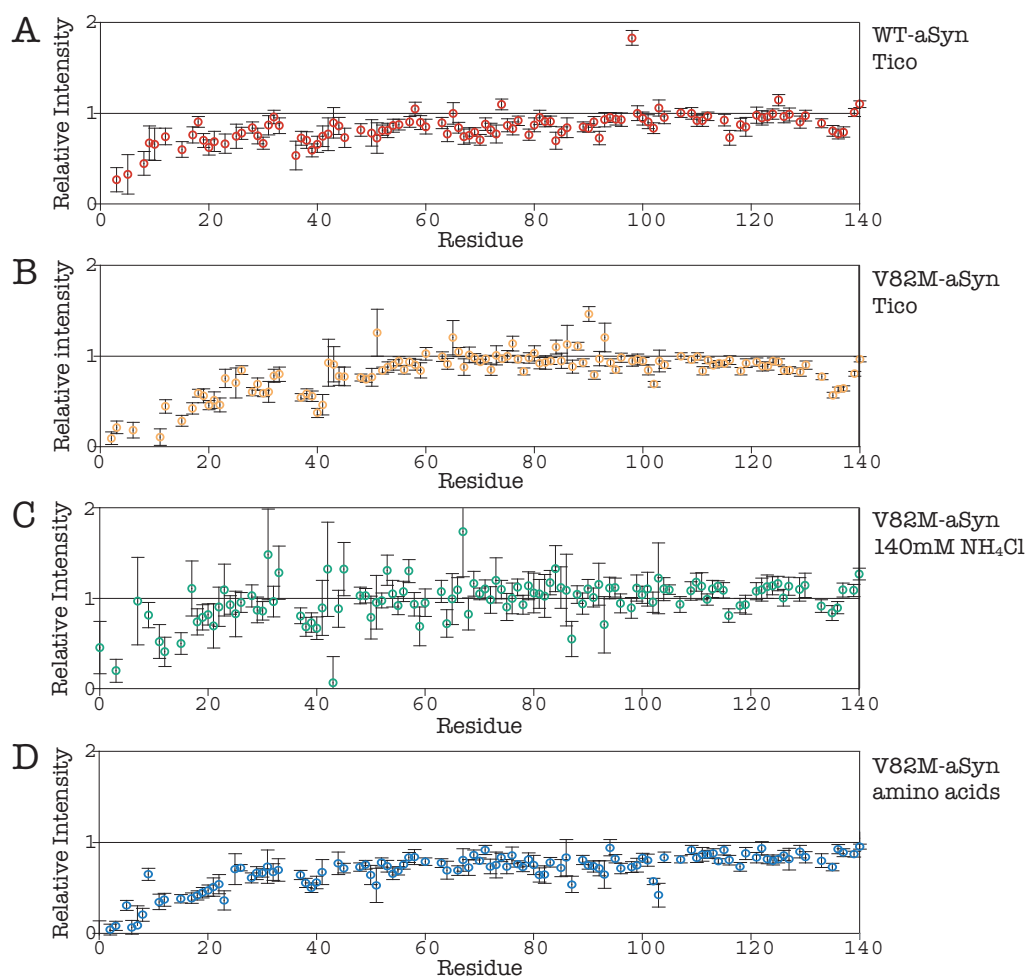 A
WT-aSyn
Tico
Relative Intensity
2
1
0
0 20 40 60 80 100 120 140
Residue
B
V82M-aSyn
Tico
Relative intensity
2
1
0
0 20 40 60 80 100 120 140
Residue
C
V82M-aSyn
140mM NH₄Cl
Relative Intensity
2
1
0
0 20 40 60 80 100 120 140
Residue
D
V82M-aSyn
amino acids
Relative Intensity
2
1
0
0 20 40 60 80 100 120 140
Residue